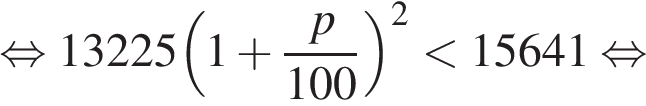 ⇔ 13225(1 + p/100)² < 15641 ⇔